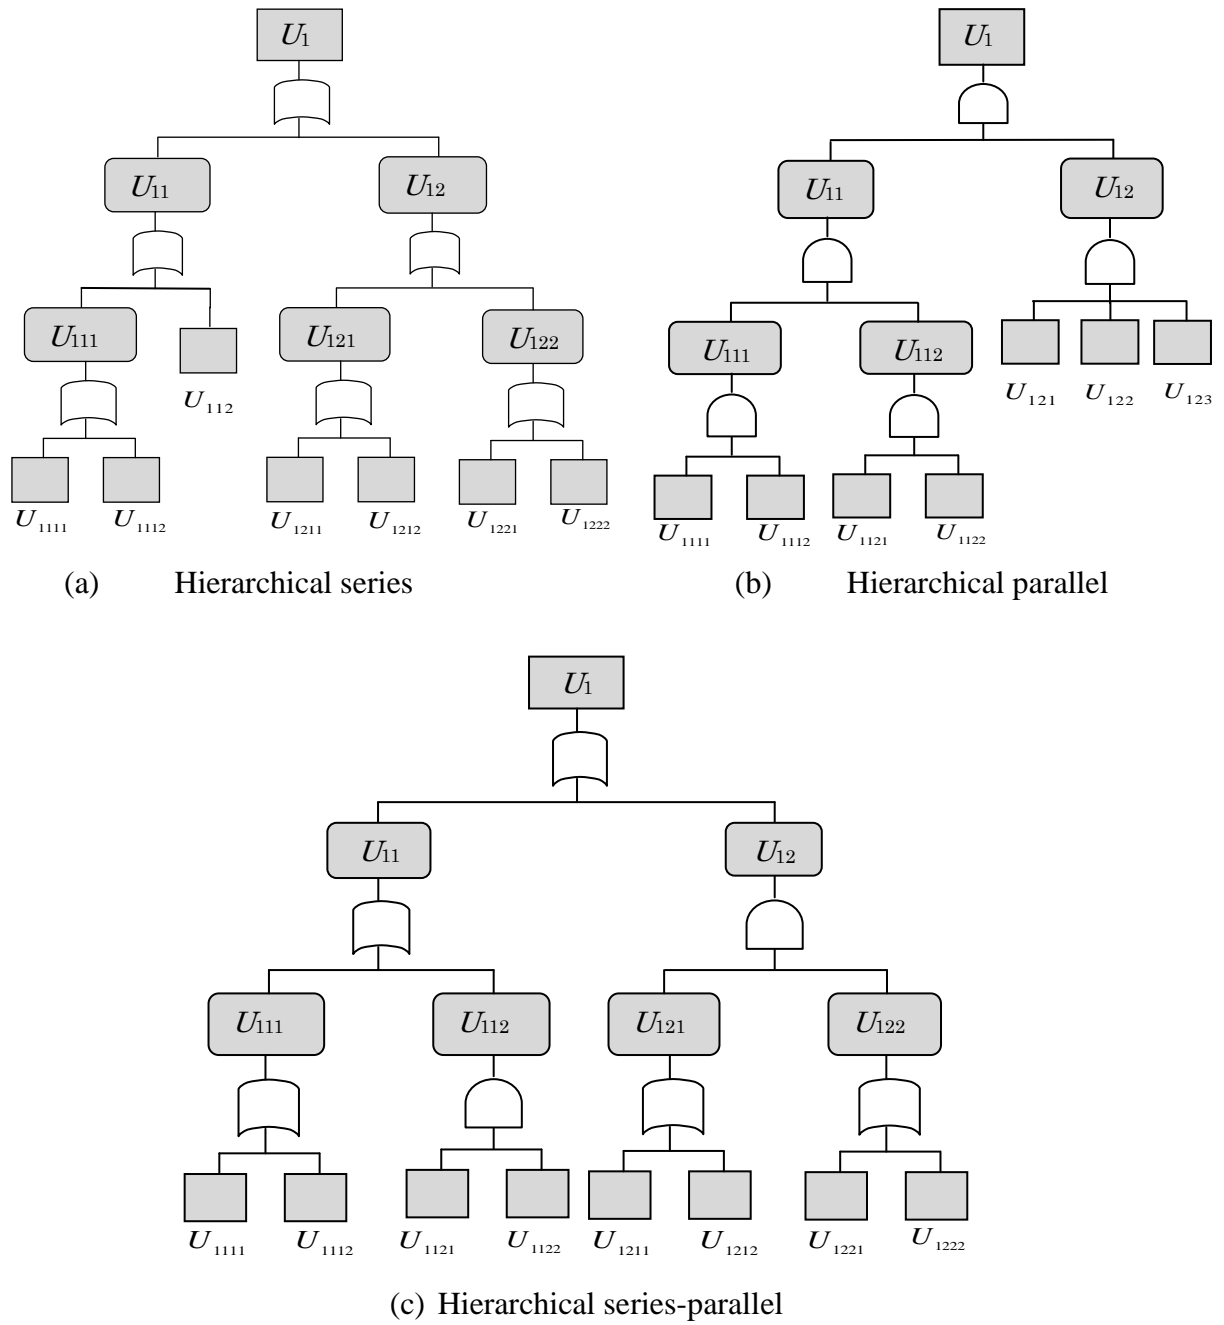 U1 U1
U11 U12 U11 U12
U111 U112 U121 U122 U111 U112 U121 U122 U123
U1111 U1112 U1211 U1212 U1221 U1222 U1111 U1112 U1121 U1122
(a) Hierarchical series (b) Hierarchical parallel
U1
U11 U12
U111 U112 U121 U122
U1111 U1112 U1121 U1122 U1211 U1212 U1221 U1222
(c) Hierarchical series-parallel